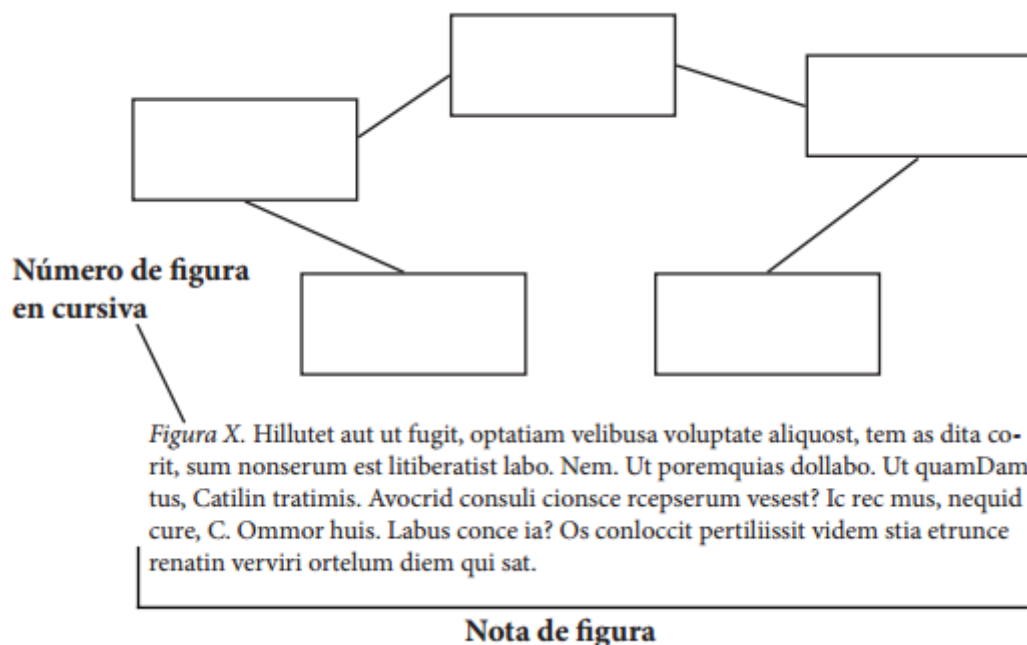 Número de figura
en cursiva
Figura X. Hillutet aut ut fugit, optatiam velibusa voluptate aliquost, tem as dita co-
rit, sum nonserum est litiberatist labo. Nem. Ut poremquias dollabo. Ut quamDam
tus, Catilin tratimis. Avocrid consuli cionsce rcepserum vesest? Ic rec mus, nequid
cure, C. Ommor huis. Labus conce ia? Os conloccit pertiliissit videm stia etrunce
renatin verviri ortelum diem qui sat.
Nota de figura